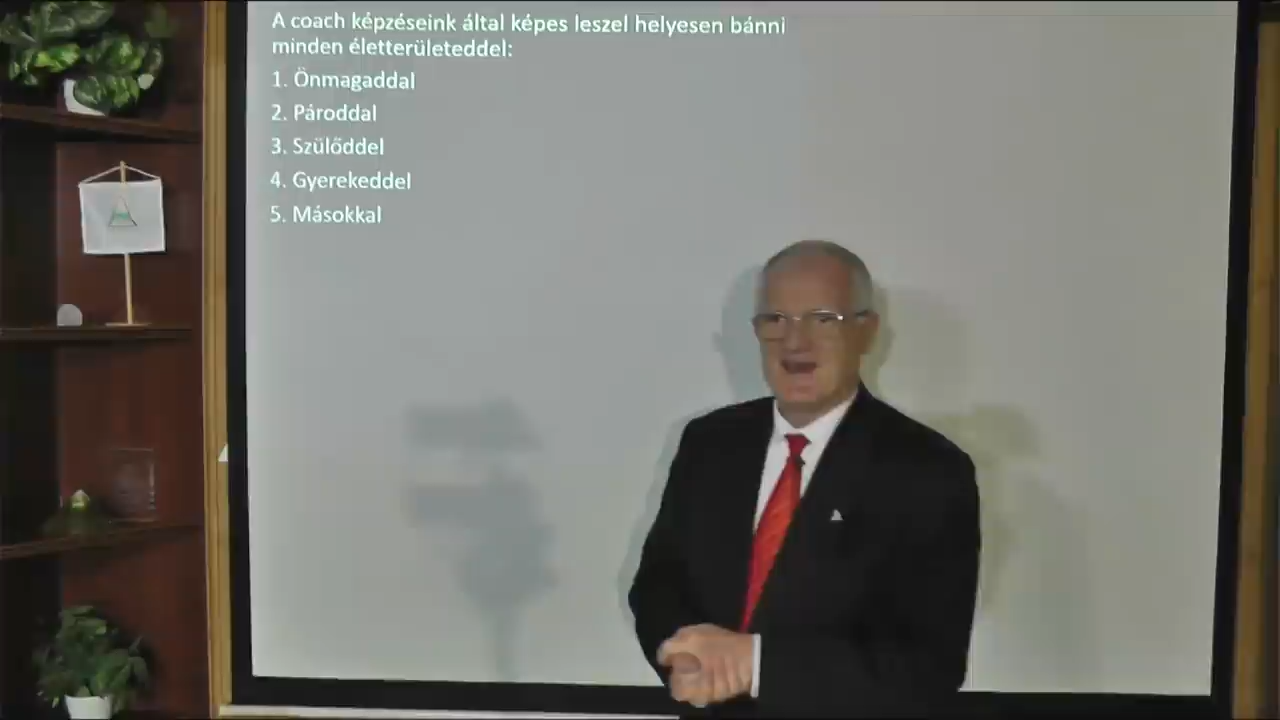 A coach képzéseink által képes leszel helyesen bánni
minden életterületeddel:
1. Önmagaddal
2. Pároddal
3. Szülőddel
4. Gyerekeddel
5. Másokkal